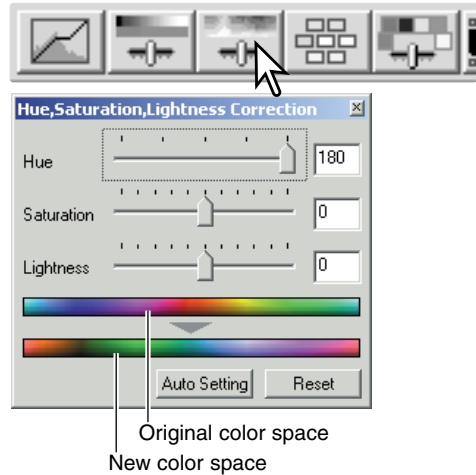 Hue,Saturation,Lightness Correction
Hue
180
Saturation
0
Lightness
0
Auto Setting
Reset
Original color space
New color space